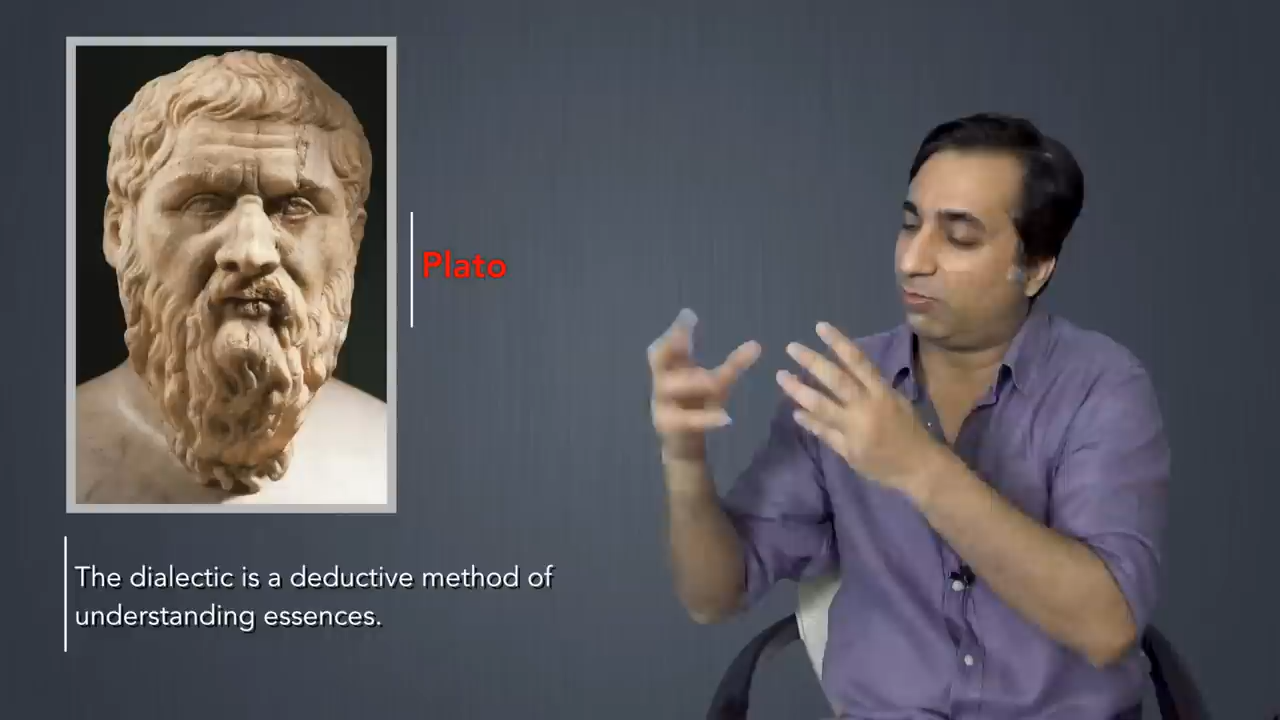 Plato
The dialectic is a deductive method of
understanding essences.